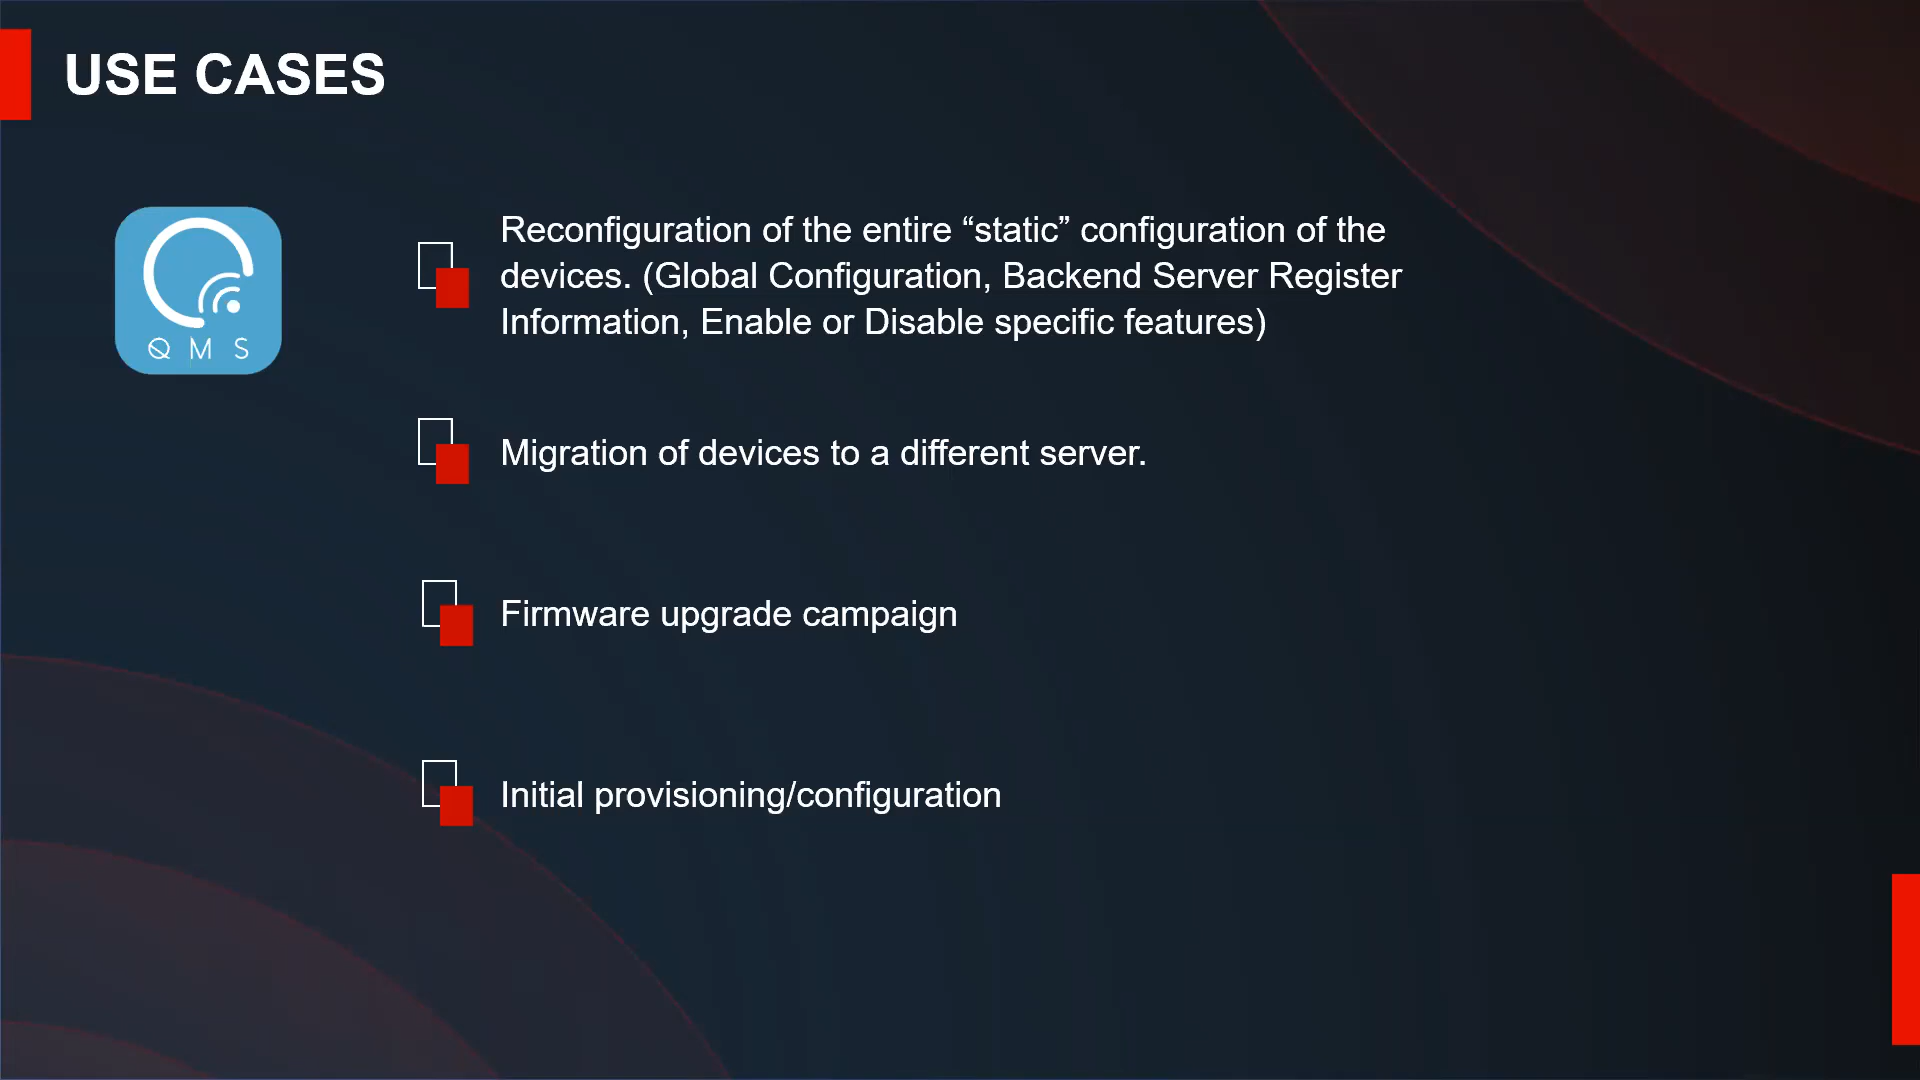 USE CASES
QMS
Reconfiguration of the entire “static” configuration of the
devices. (Global Configuration, Backend Server Register
Information, Enable or Disable specific features)
Migration of devices to a different server.
Firmware upgrade campaign
Initial provisioning/configuration